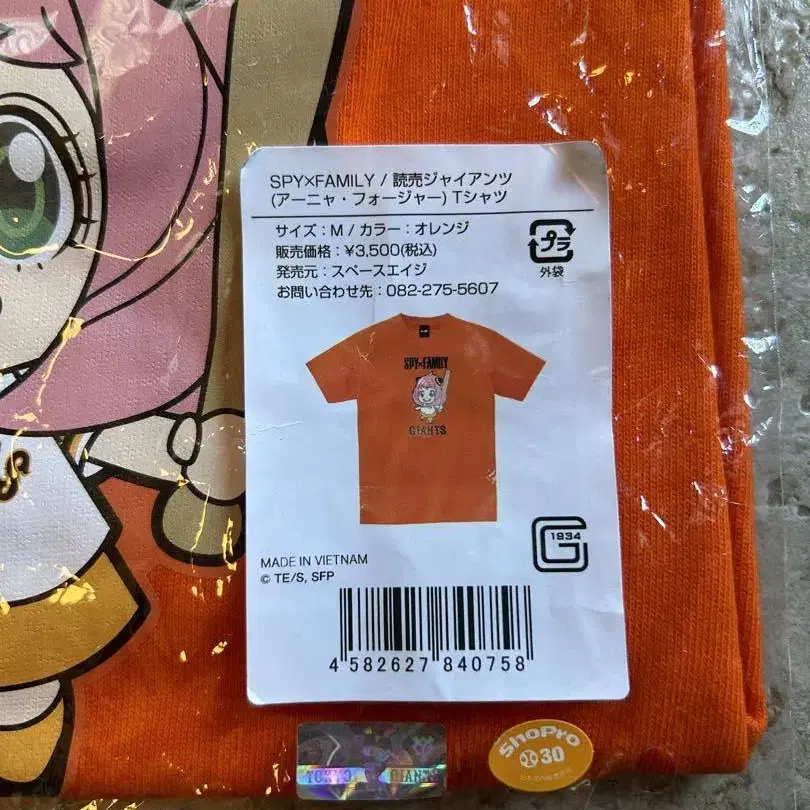 SPY×FAMILY / 読売ジャイアンツ
(アーニャ・フォージャー) Tシャツ
サイズ：M / カラー：オレンジ
販売価格：¥3,500(税込)
発売元：スペースエイジ
お問い合わせ先：082-275-5607
プラ
外袋
SPY×FAMILY
GIANTS
1934
G
MADE IN VIETNAM
© TE/S, SFP
4 582627 840758
TOKYO GIANTS
ShoPro
30